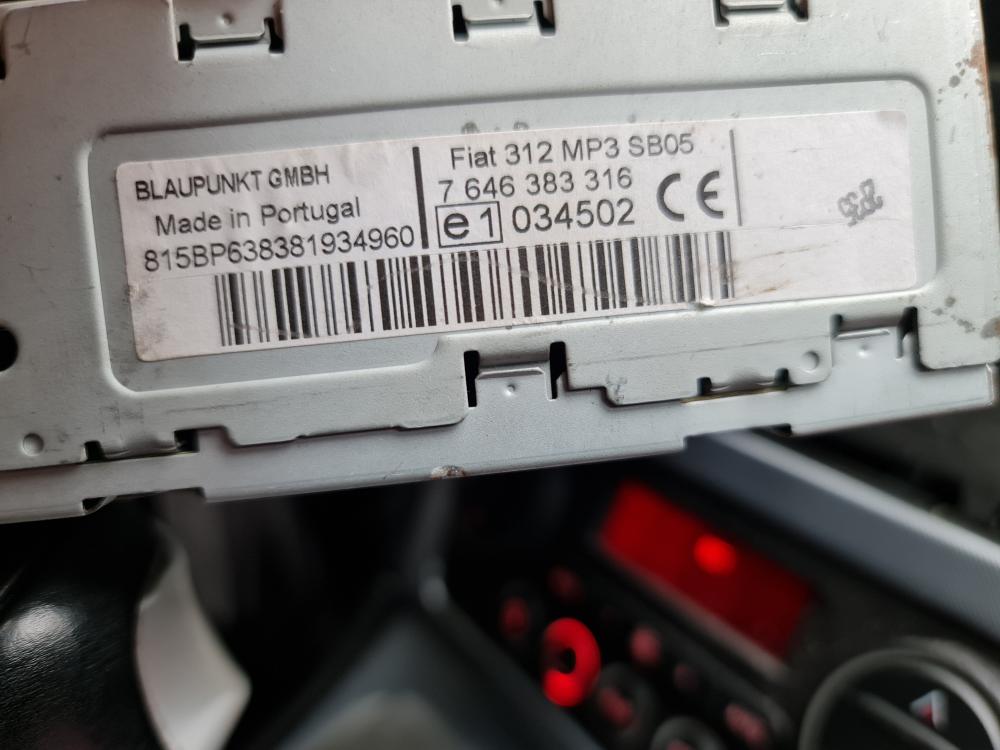 BLAUPUNKT GMBH
Made in Portugal
815BP638381934960
Fiat 312 MP3 SB05
7 646 383 316
e1 034502
CE